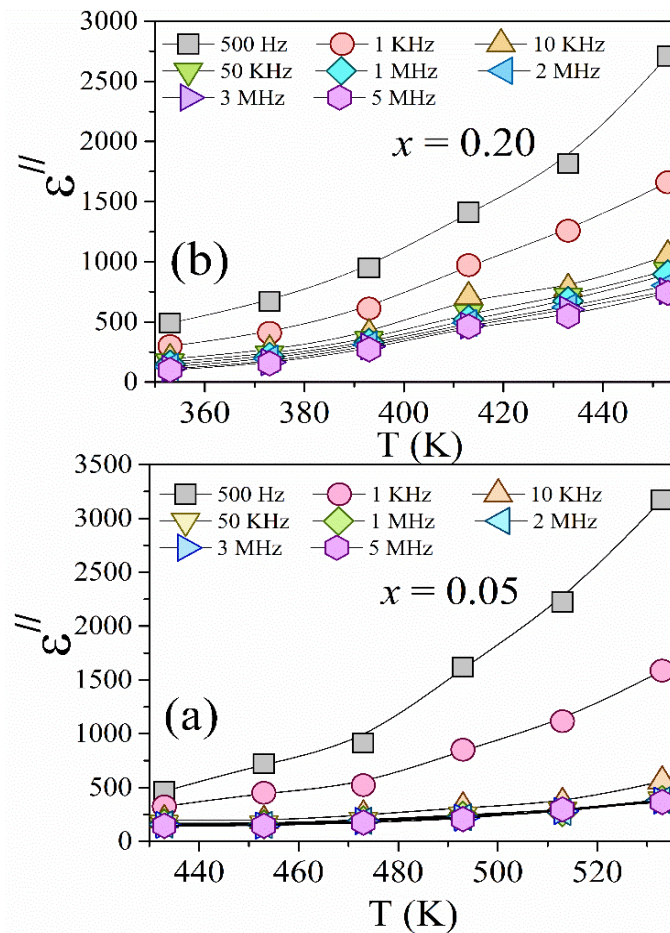 3000
500 Hz 1 KHz 10 KHz
50 KHz 1 MHz 2 MHz
2500
3 MHz 5 MHz
2000
x = 0.20
ε//
1500
(b)
1000
500
0
360 380 400 420 440
T (K)
3500
500 Hz 1 KHz 10 KHz
3000
50 KHz 1 MHz 2 MHz
3 MHz 5 MHz
2500
x = 0.05
2000
ε//
1500
(a)
1000
500
0
440 460 480 500 520
T (K)